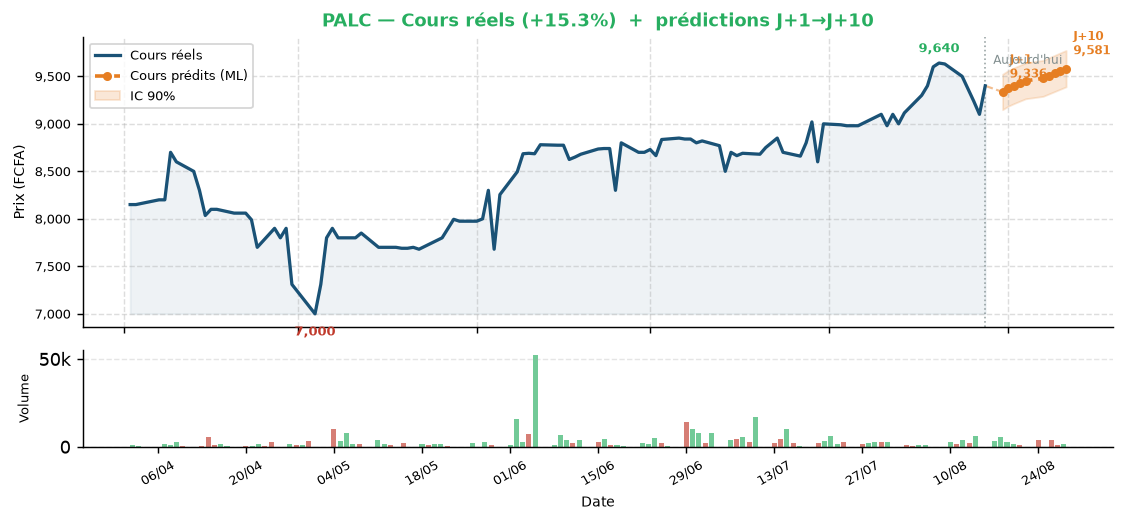 PALC — Cours réels (+15.3%)  +  prédictions J+1→J+10
Cours réels
Cours prédits (ML)
IC 90%
9,640
Aujourd'hui
J+1
9,336
J+10
9,581
Prix (FCFA)
9,500
9,000
8,500
8,000
7,500
7,000
7,000
Volume
50k
0
06/04
20/04
04/05
18/05
01/06
15/06
29/06
13/07
27/07
10/08
24/08
Date